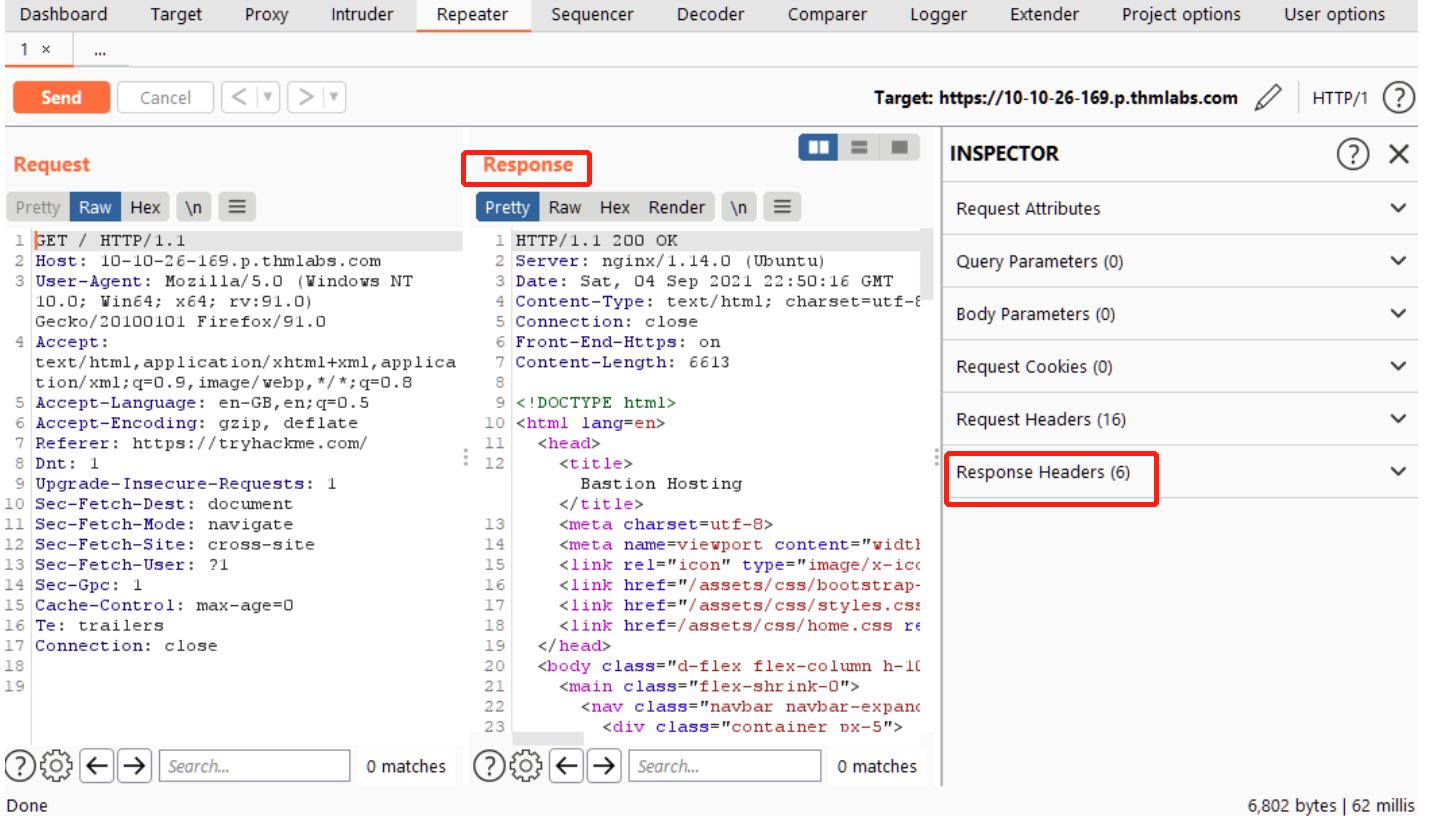 Dashboard Target Proxy Intruder Repeater Sequencer Decoder Comparer Logger Extender Project options User options
1 × ...
Send Cancel < > Target: https://10-10-26-169.p.thmlabs.com HTTP/1 ?
Request
Pretty Raw Hex \n
1 GET / HTTP/1.1
2 Host: 10-10-26-169.p.thmlabs.com
3 User-Agent: Mozilla/5.0 (Windows NT
10.0; Win64; x64; rv:91.0)
Gecko/20100101 Firefox/91.0
4 Accept:
text/html,application/xhtml+xml,applica
tion/xml;q=0.9,image/webp,*/*;q=0.8
5 Accept-Language: en-GB,en;q=0.5
6 Accept-Encoding: gzip, deflate
7 Referer: https://tryhackme.com/
8 Dnt: 1
9 Upgrade-Insecure-Requests: 1
10 Sec-Fetch-Dest: document
11 Sec-Fetch-Mode: navigate
12 Sec-Fetch-Site: cross-site
13 Sec-Fetch-User: ?1
14 Sec-Gpc: 1
15 Cache-Control: max-age=0
16 Te: trailers
17 Connection: close
18
19
? Search... 0 matches
Response
Pretty Raw Hex Render \n
1 HTTP/1.1 200 OK
2 Server: nginx/1.14.0 (Ubuntu)
3 Date: Sat, 04 Sep 2021 22:50:16 GMT
4 Content-Type: text/html; charset=utf-8
5 Connection: close
6 Front-End-Https: on
7 Content-Length: 6613
8
9 <!DOCTYPE html>
10 <html lang=en>
11 <head>
12 <title>
Bastion Hosting
</title>
13 <meta charset=utf-8>
14 <meta name=viewport content="width
15 <link rel="icon" type="image/x-ico
16 <link href="/assets/css/bootstrap-
17 <link href="/assets/css/styles.css
18 <link href=/assets/css/home.css re
19 </head>
20 <body class="d-flex flex-column h-10
21 <main class="flex-shrink-0">
22 <nav class="navbar navbar-expand
23 <div class="container px-5">
? Search... 0 matches
INSPECTOR ?
Request Attributes
Query Parameters (0)
Body Parameters (0)
Request Cookies (0)
Request Headers (16)
Response Headers (6)
Done 6,802 bytes | 62 millis